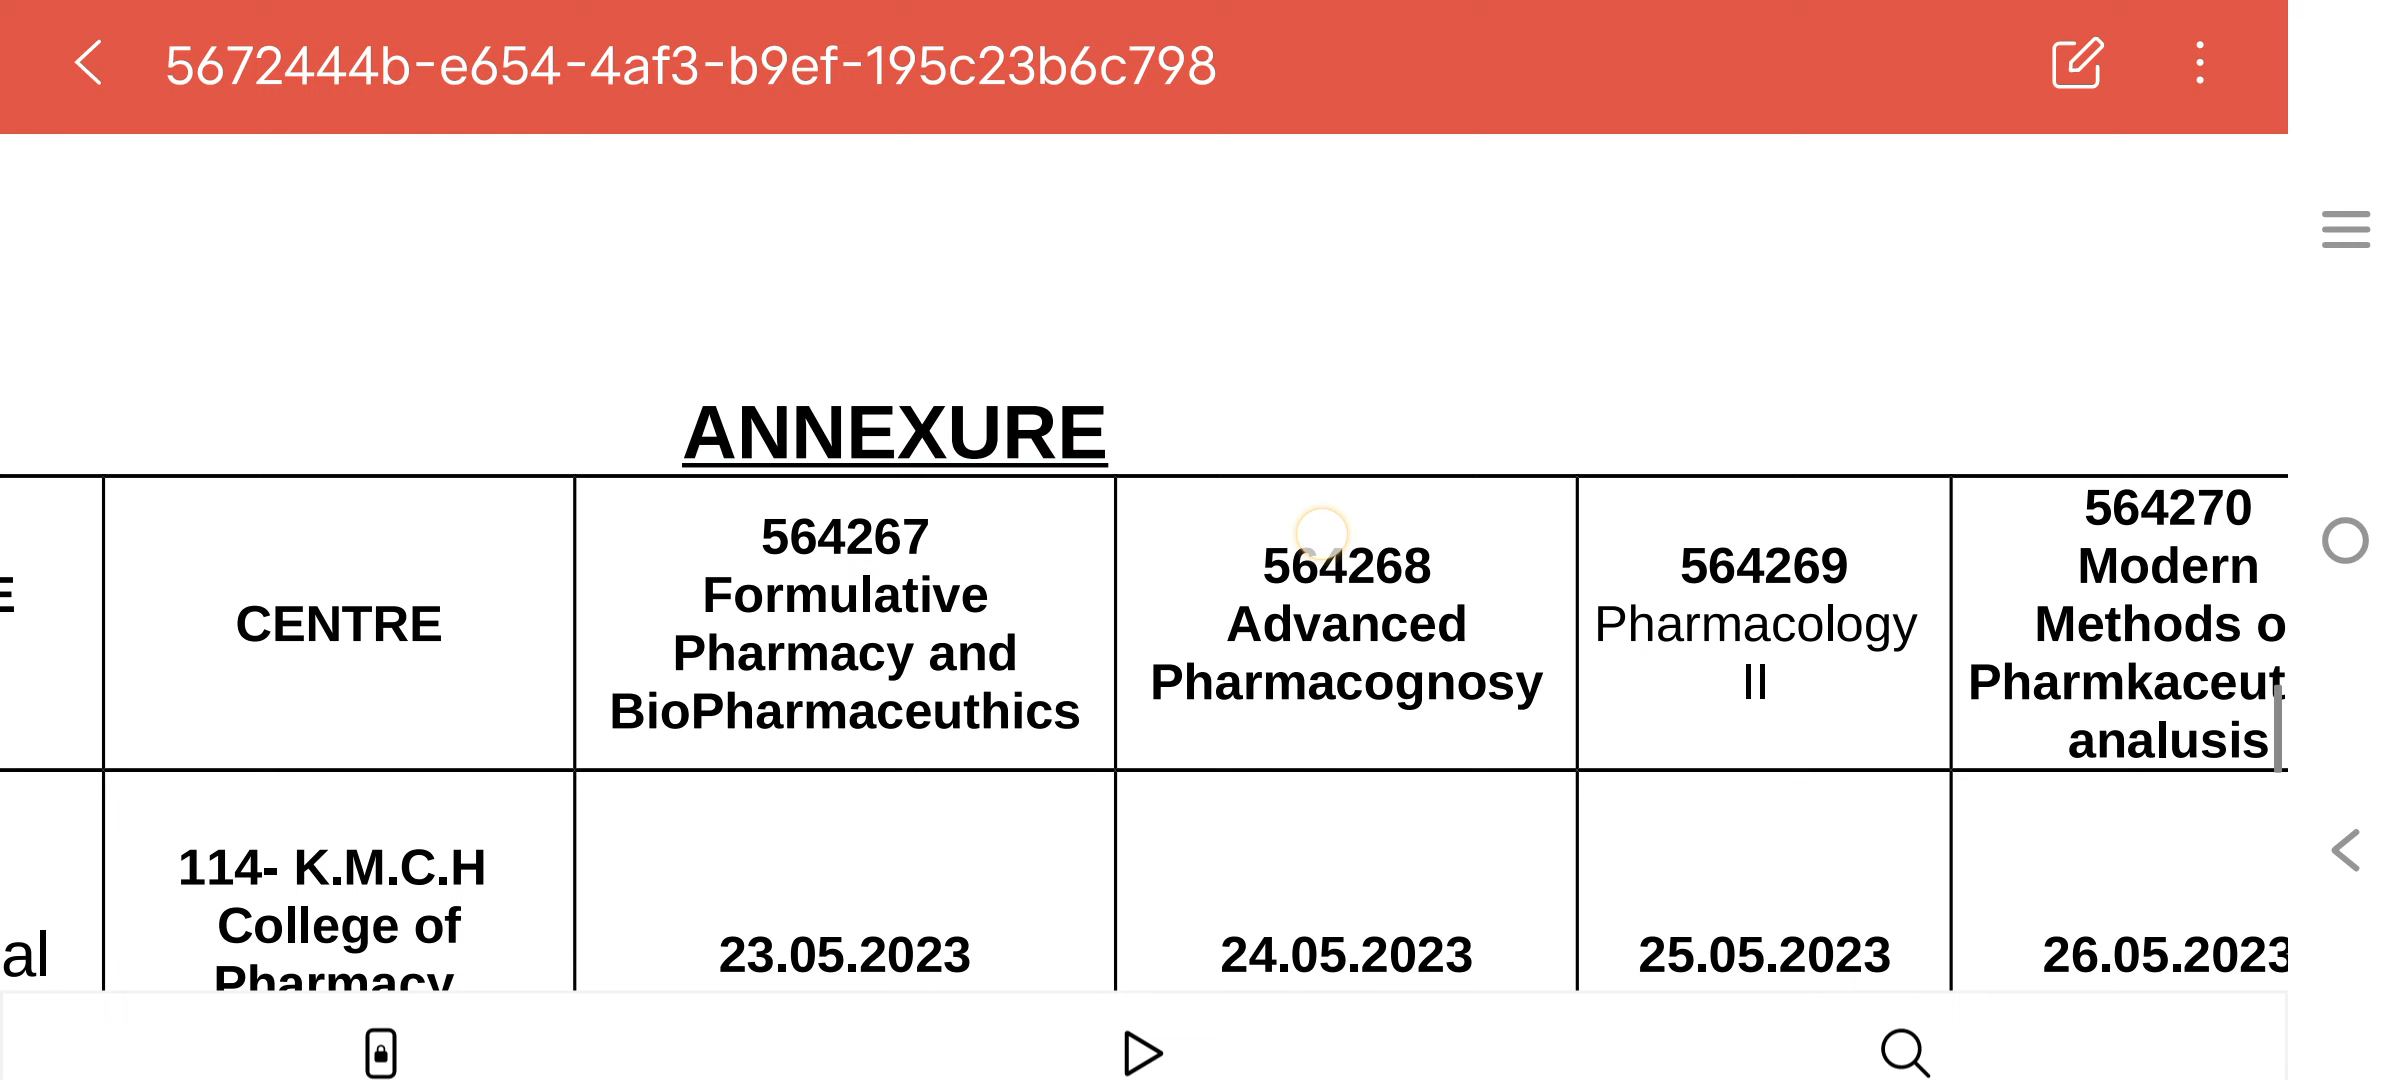 5672444b-e654-4af3-b9ef-195c23b6c798
ANNEXURE
E
CENTRE
564267
Formulative
Pharmacy and
BioPharmaceuthics
564268
Advanced
Pharmacognosy
564269
Pharmacology
II
564270
Modern
Methods o
Pharmkaceut
analusis
al
114- K.M.C.H
College of
Pharmacy
23.05.2023
24.05.2023
25.05.2023
26.05.2023